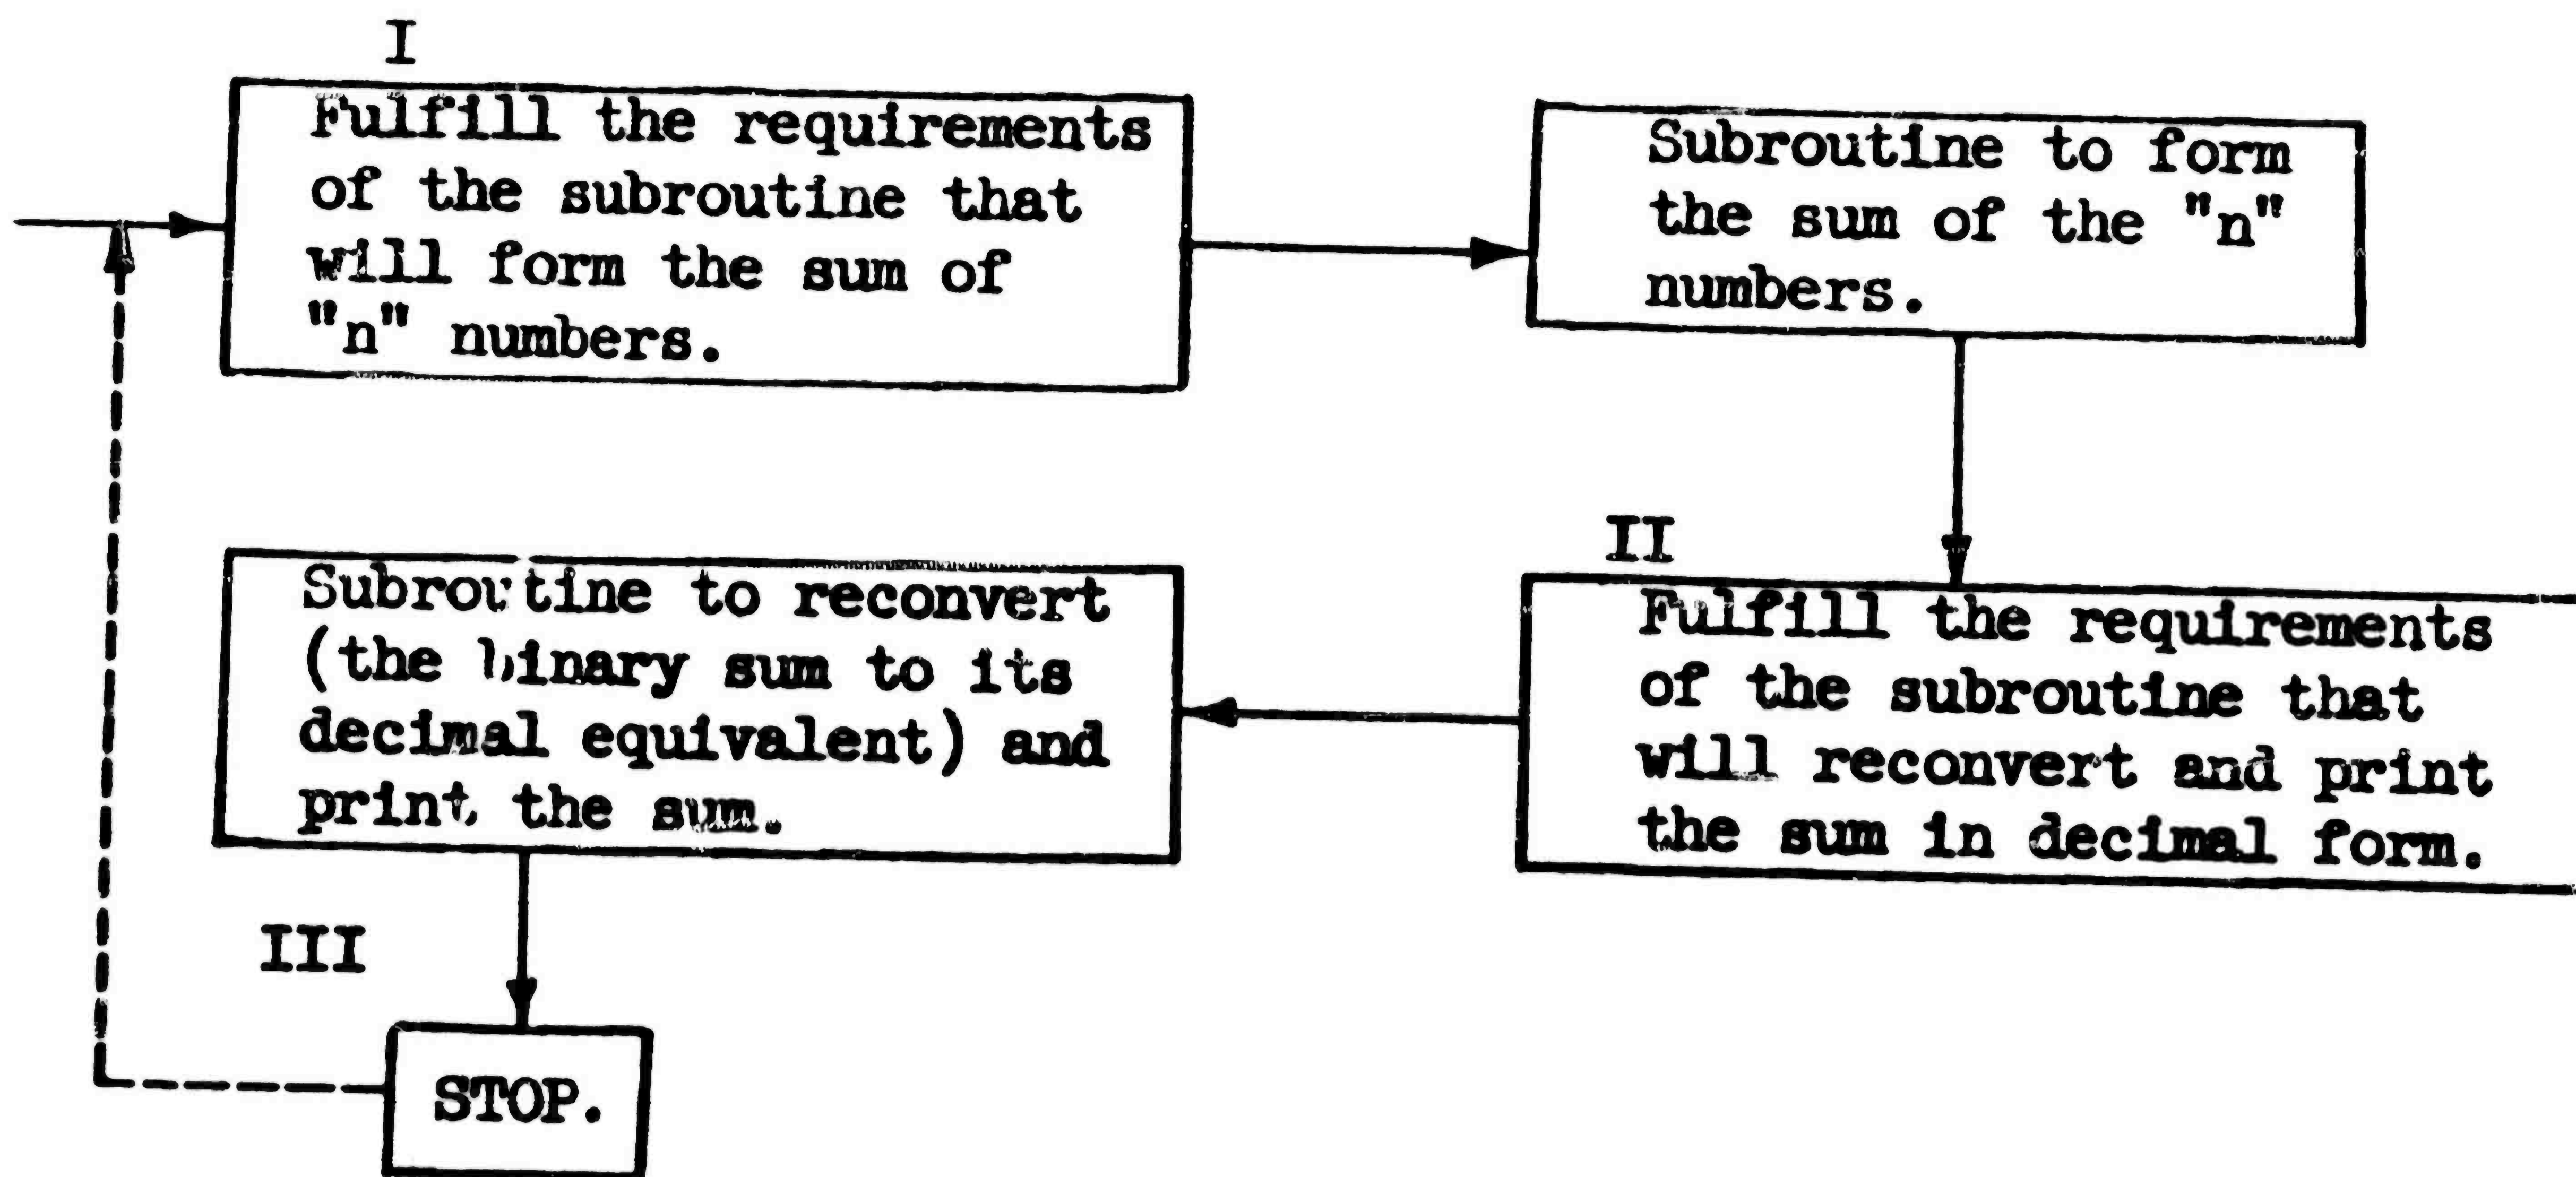 I
Fulfill the requirements
of the subroutine that
will form the sum of
"n" numbers.
Subroutine to form
the sum of the "n"
numbers.
II
Fulfill the requirements
of the subroutine that
will reconvert and print
the sum in decimal form.
Subroutine to reconvert
(the binary sum to its
decimal equivalent) and
print the sum.
III
STOP.